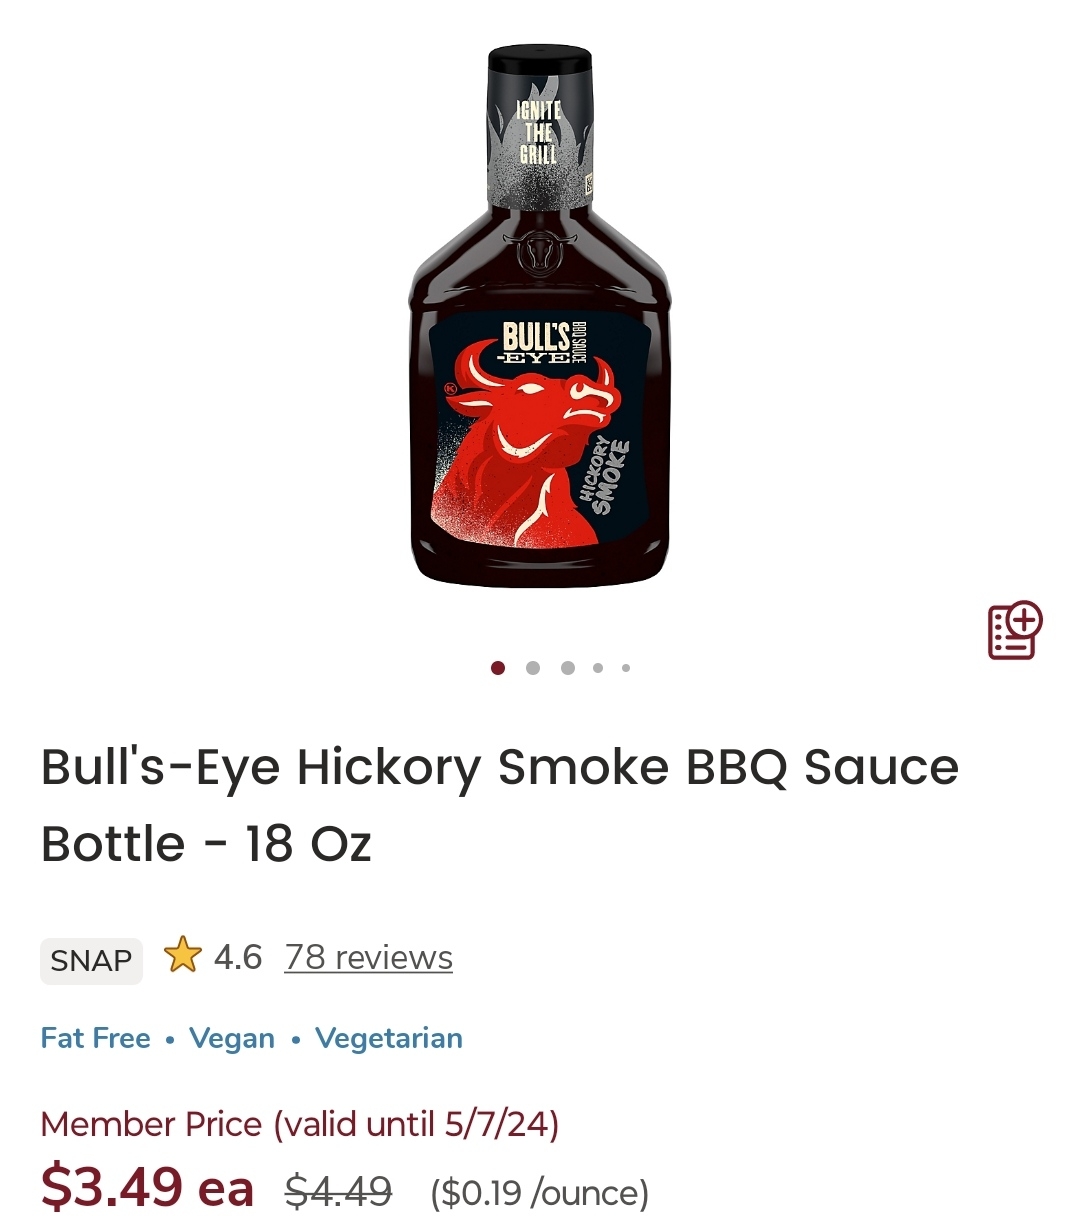 IGNITE
THE
GRILL
BULL'S
-EYE
BBQ SAUCE
K
HICKORY
SMOKE
Bull's-Eye Hickory Smoke BBQ Sauce
Bottle - 18 Oz
SNAP 4.6 78 reviews
Fat Free • Vegan • Vegetarian
Member Price (valid until 5/7/24)
$3.49 ea $4.49 ($0.19 /ounce)